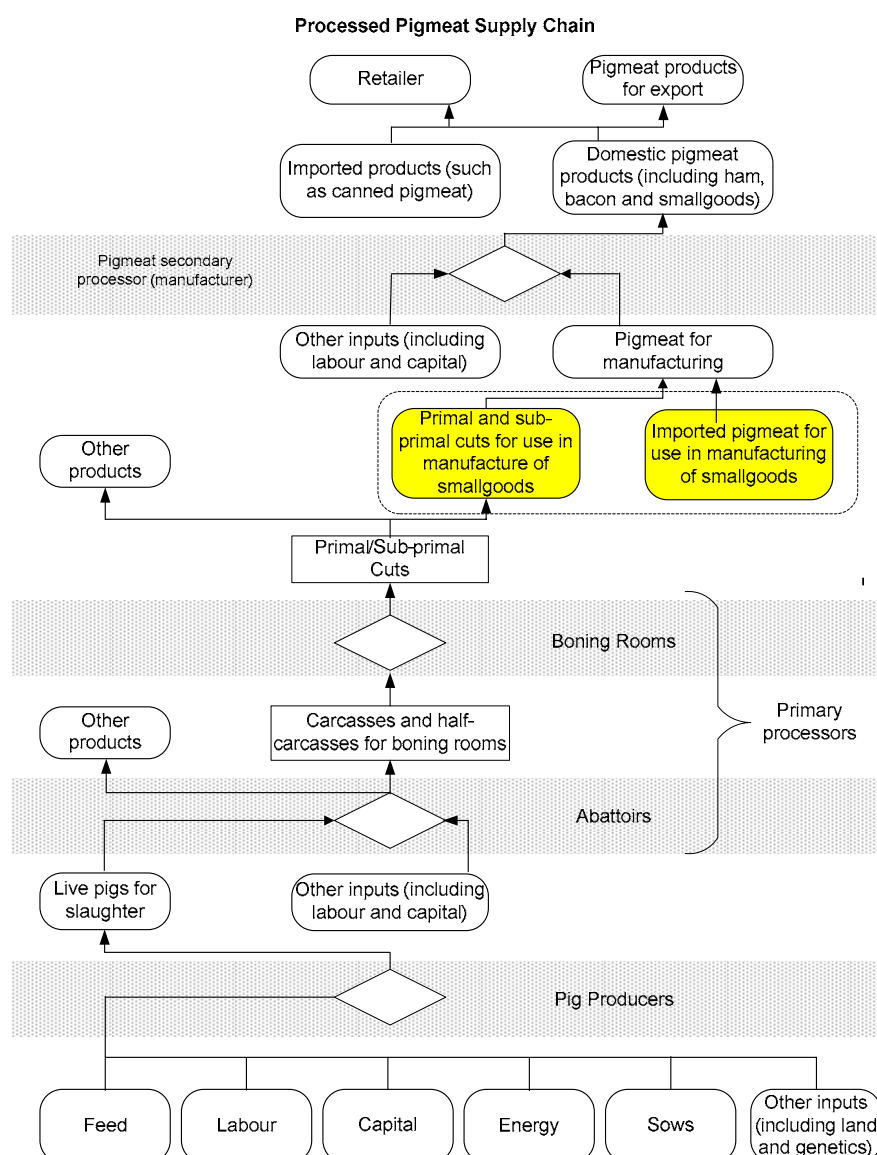 Processed Pigmeat Supply Chain
Retailer
Pigmeat products
for export
Imported products (such
as canned pigmeat)
Domestic pigmeat
products (including ham,
bacon and smallgoods)
Pigmeat secondary
processor (manufacturer)
Other inputs (including
labour and capital)
Pigmeat for
manufacturing
Primal and sub-
primal cuts for use in
manufacture of
smallgoods
Imported pigmeat for
use in manufacturing
of smallgoods
Other
products
Primal/Sub-primal
Cuts
Boning Rooms
Other
products
Carcasses and half-
carcasses for boning rooms
Primary
processors
Abattoirs
Live pigs for
slaughter
Other inputs (including
labour and capital)
Pig Producers
Feed
Labour
Capital
Energy
Sows
Other inputs
(including land
and genetics)